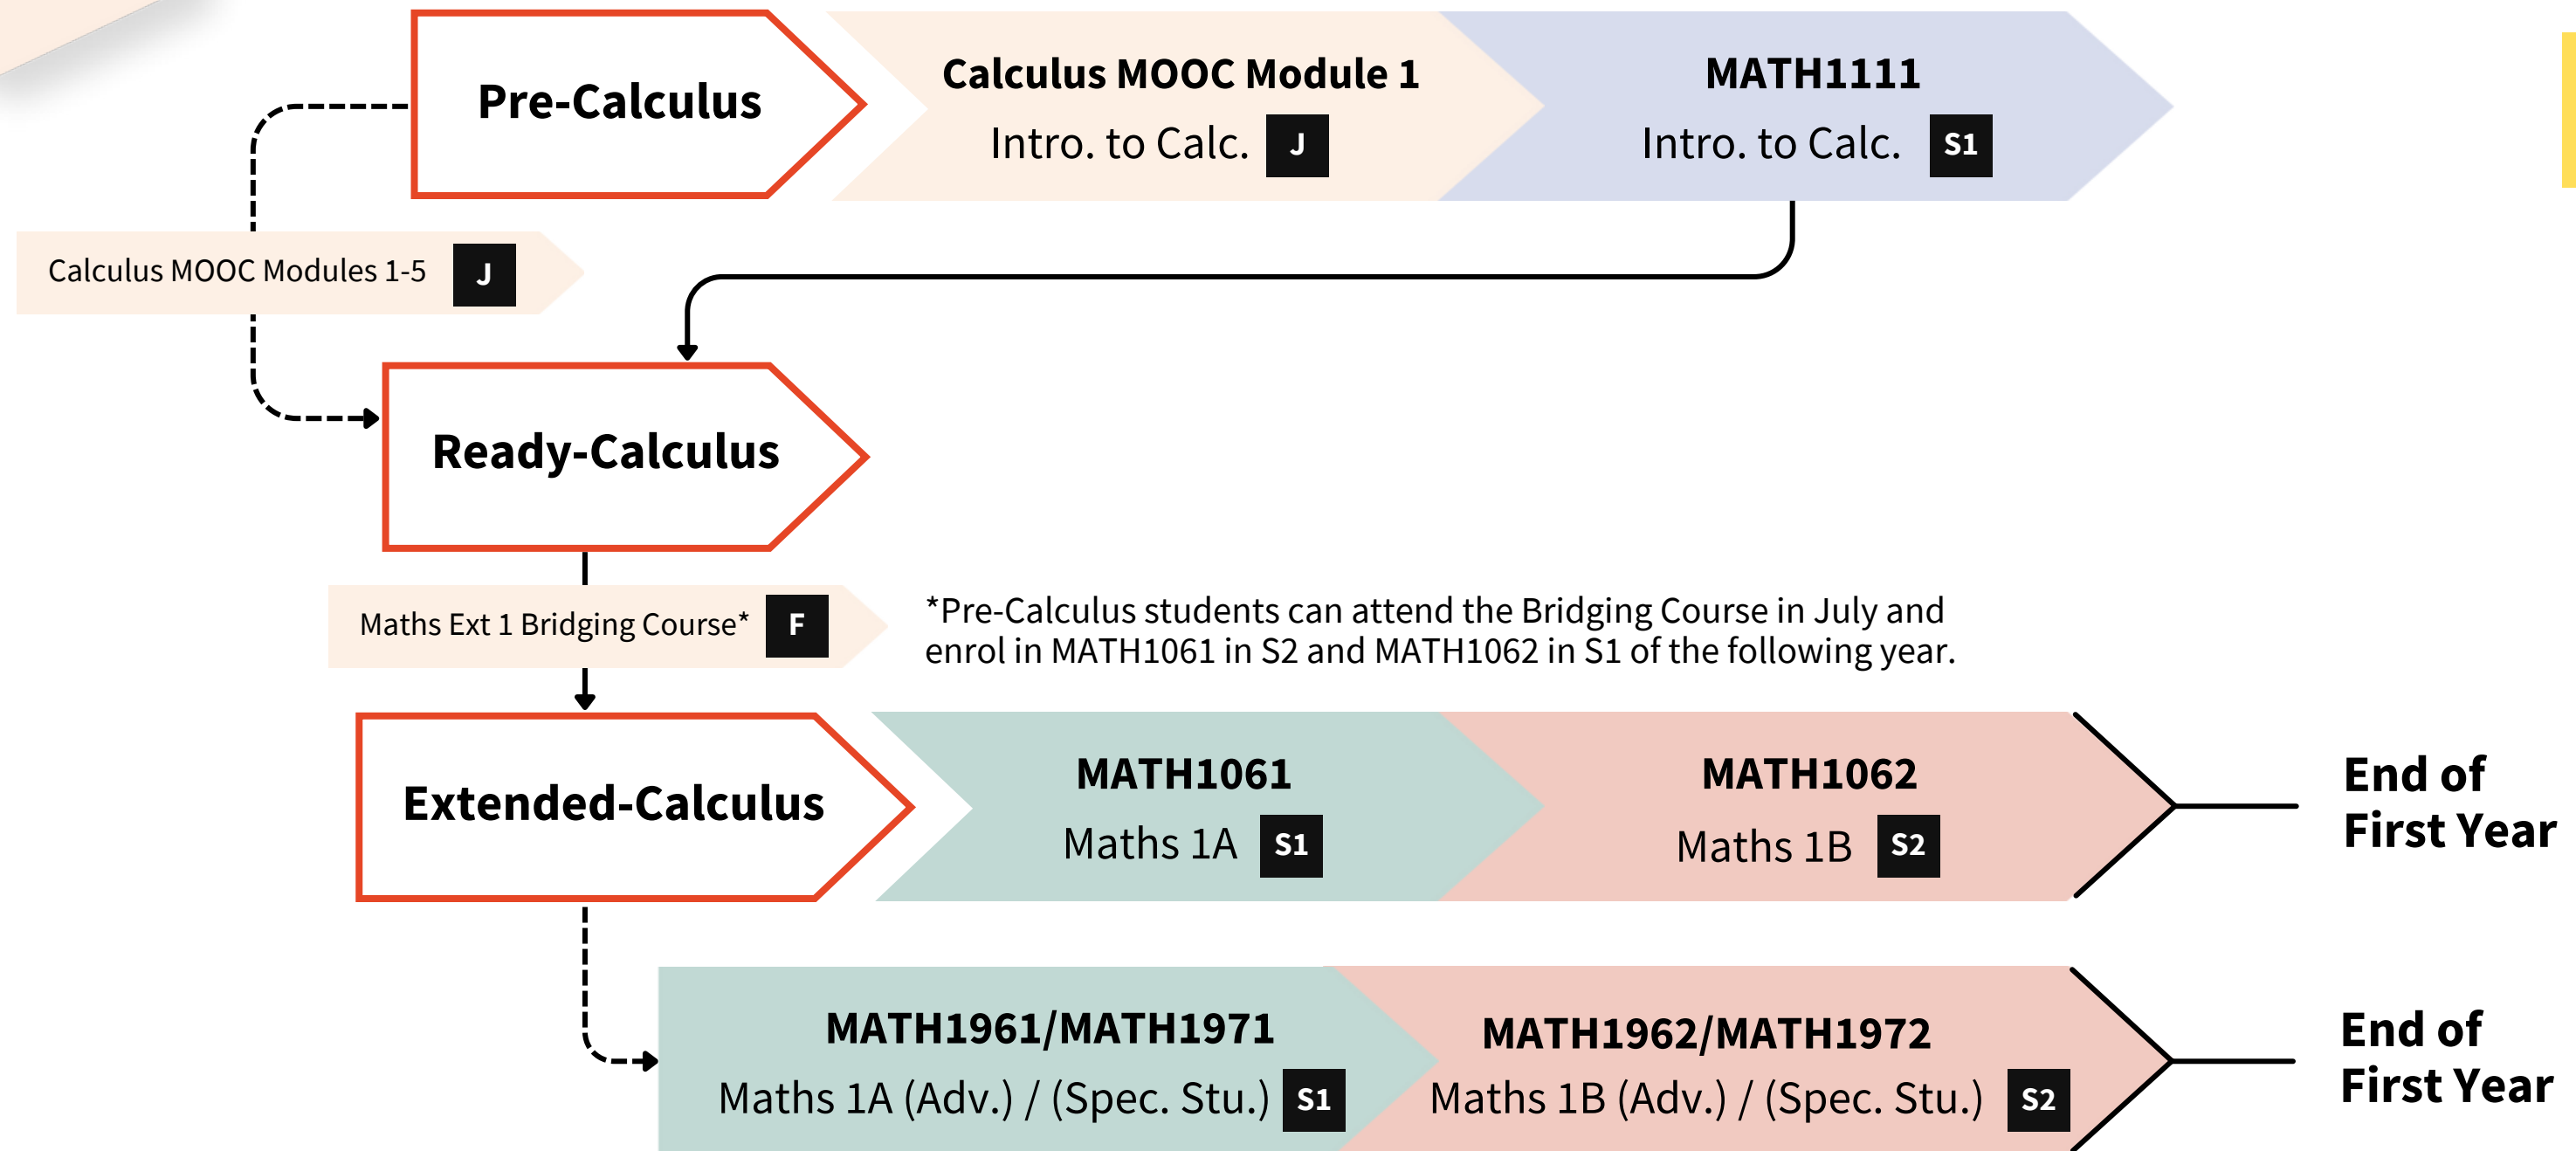 Pre-Calculus
Calculus MOOC Module 1
Intro. to Calc. J
MATH1111
Intro. to Calc. S1
Calculus MOOC Modules 1-5 J
Ready-Calculus
Maths Ext 1 Bridging Course* F
*Pre-Calculus students can attend the Bridging Course in July and
enrol in MATH1061 in S2 and MATH1062 in S1 of the following year.
Extended-Calculus
MATH1061
Maths 1A S1
MATH1062
Maths 1B S2
End of
First Year
MATH1961/MATH1971
Maths 1A (Adv.) / (Spec. Stu.) S1
MATH1962/MATH1972
Maths 1B (Adv.) / (Spec. Stu.) S2
End of
First Year